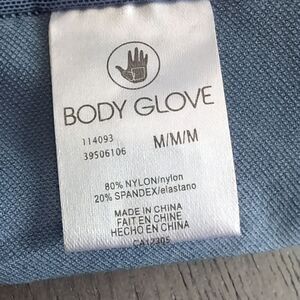 BODY GLOVE
114093
39506106 M/M/M
80% NYLON/nylon
20% SPANDEX/elastano
MADE IN CHINA
FAIT EN CHINE
HECHO EN CHINA
CA12305